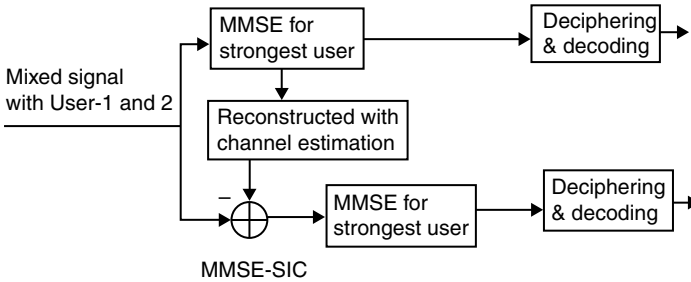 MMSE for
strongest user
Deciphering
& decoding
Mixed signal
with User-1 and 2
Reconstructed with
channel estimation
–
MMSE for
strongest user
Deciphering
& decoding
MMSE-SIC